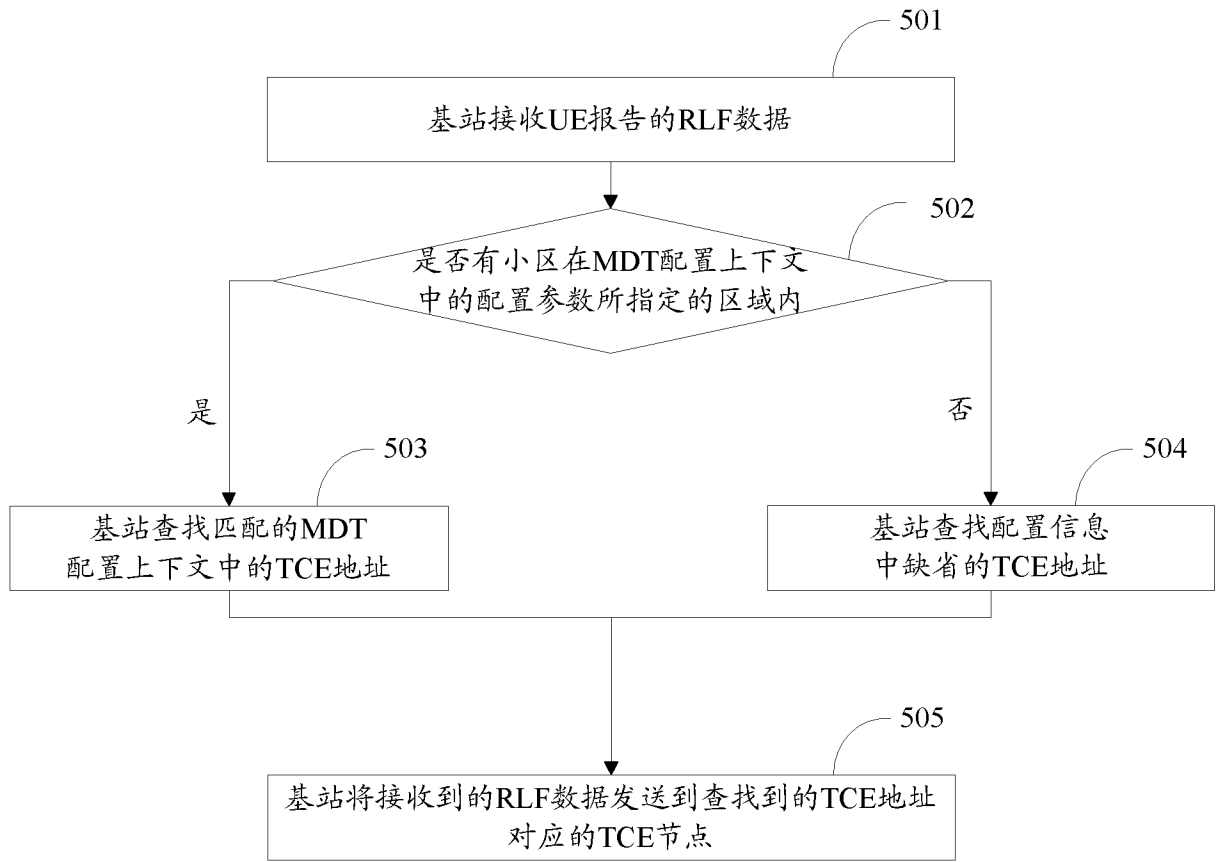 501
基站接收UE报告的RLF数据
502
是否有小区在MDT配置上下文
中的配置参数所指定的区域内
是
否
503
504
基站查找匹配的MDT
配置上下文中的TCE地址
基站查找配置信息
中缺省的TCE地址
505
基站将接收到的RLF数据发送到查找到的TCE地址
对应的TCE节点